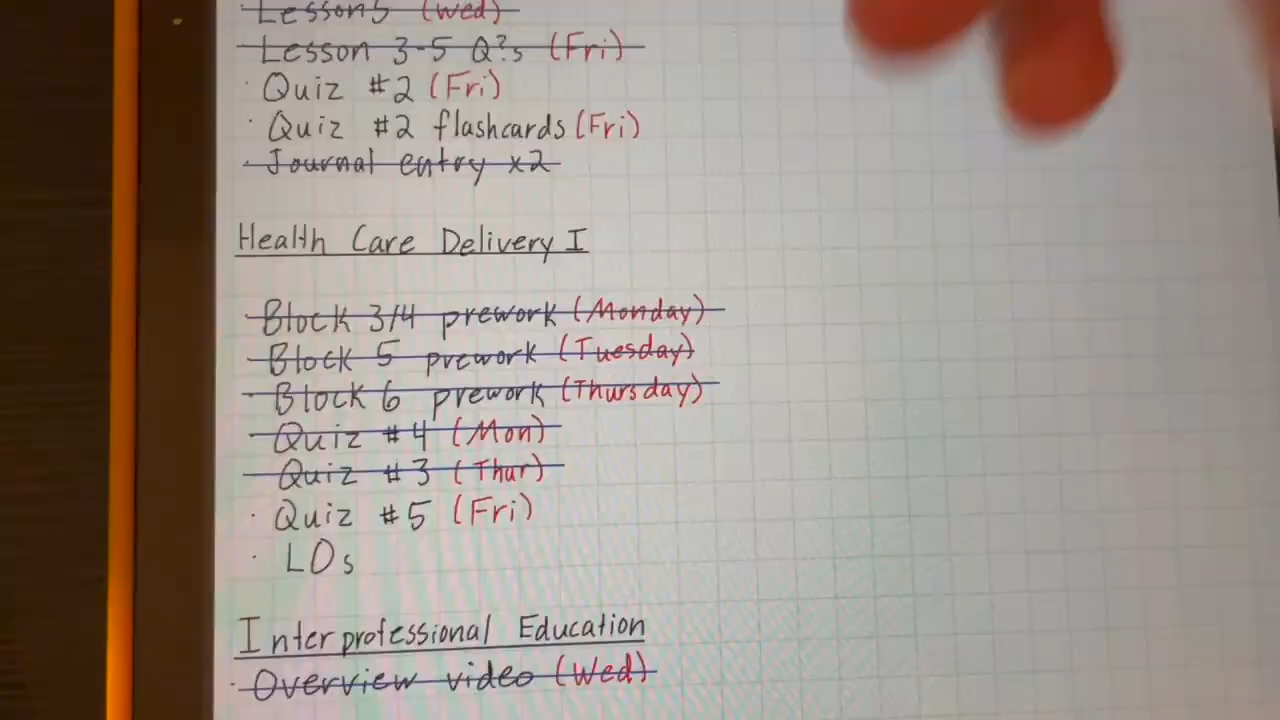 Lesson 5 (Wed)
Lesson 3-5 Q?s (Fri)
· Quiz #2 (Fri)
· Quiz #2 flashcards (Fri)
· Journal entry x2
Health Care Delivery I
· Block 3/4 prework (Monday)
· Block 5 prework (Tuesday)
· Block 6 prework (Thursday)
· Quiz #4 (Mon)
· Quiz #3 (Thur)
· Quiz #5 (Fri)
· LOs
Interprofessional Education
· Overview video (Wed)